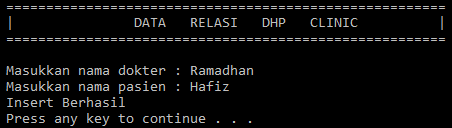 =======================================================
|               DATA   RELASI   DHP   CLINIC          |
=======================================================
Masukkan nama dokter : Ramadhan
Masukkan nama pasien : Hafiz
Insert Berhasil
Press any key to continue . . .